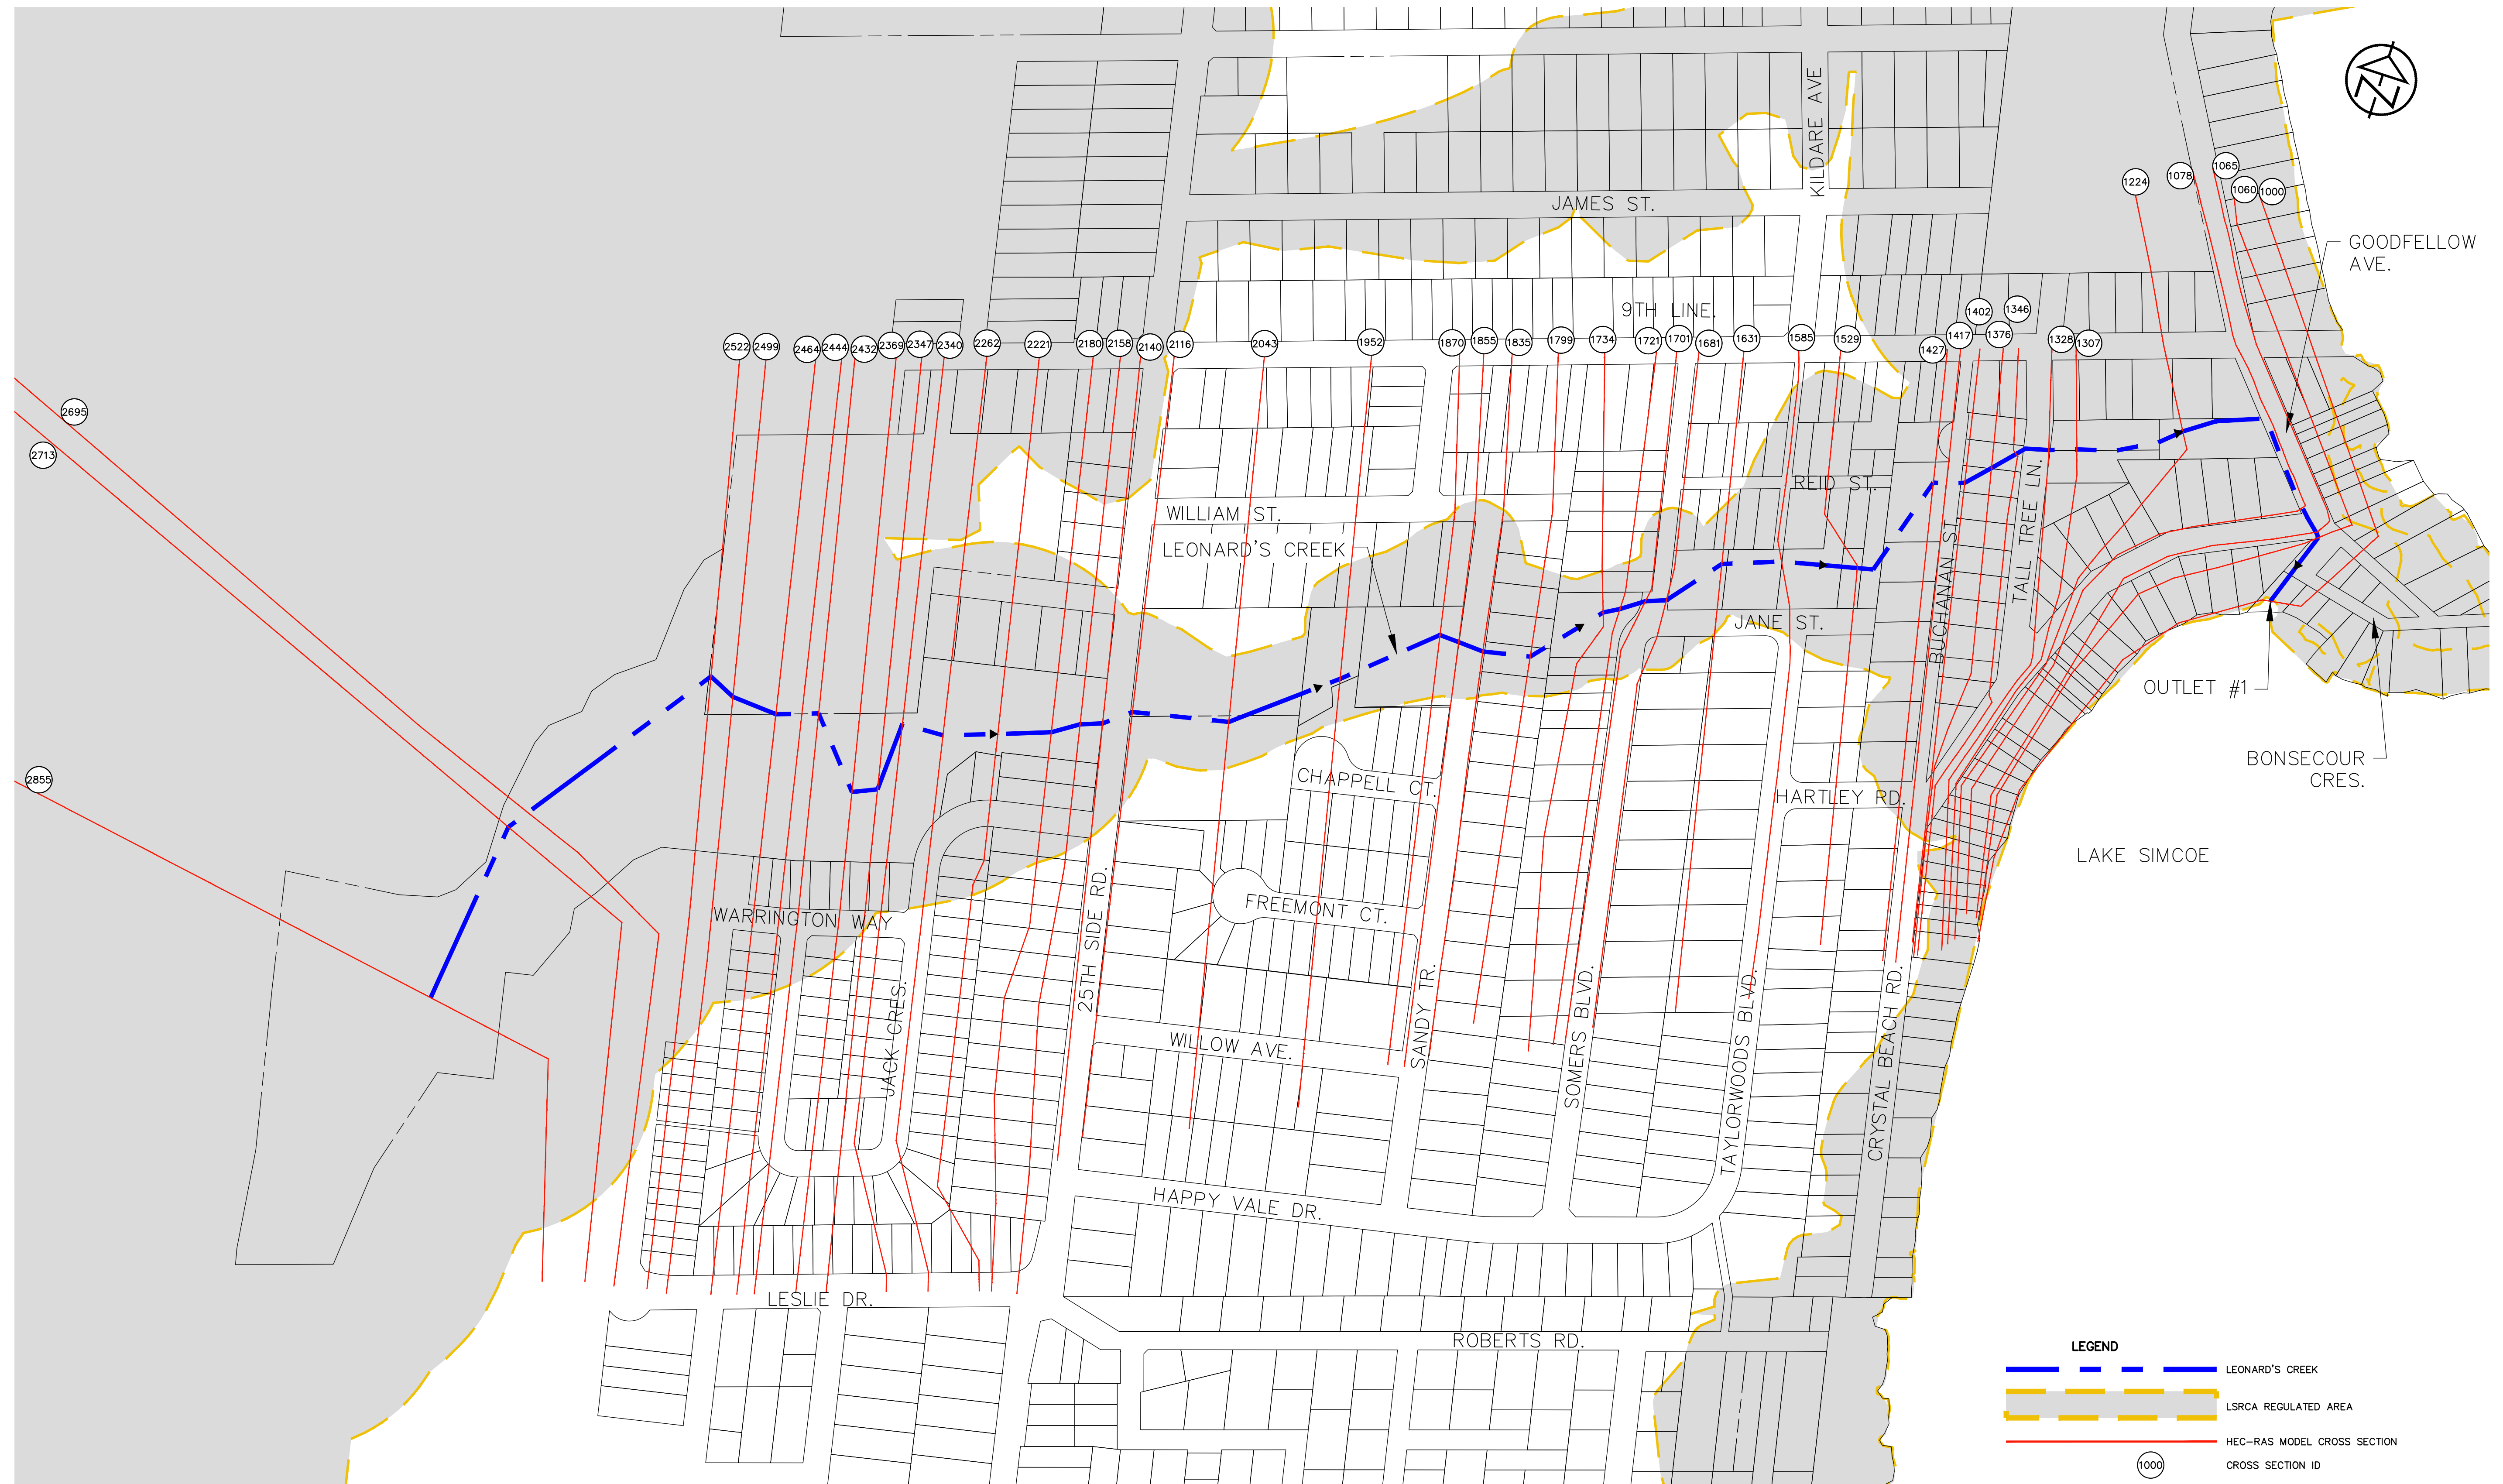 KILDARE AVE
JAMES ST.
9TH LINE.
1224
1078
1065
1060
1000
GOODFELLOW
AVE.
2522
2499
2464
2444
2432
2369
2347
2340
2262
2221
2180
2158
2140
2116
2043
1952
1870
1855
1835
1799
1734
1721
1701
1681
1631
1585
1529
1427
1417
1402
1376
1346
1328
1307
2695
2713
2855
WILLIAM ST.
LEONARD'S CREEK
REID ST.
JANE ST.
BUCHANAN ST.
TALL TREE LN.
OUTLET #1
BONSECOUR
CRES.
CHAPPELL CT.
HARTLEY RD.
LAKE SIMCOE
FREEMONT CT.
WARRINGTON WAY
JACK CRES.
25TH SIDE RD.
WILLOW AVE.
SANDY TR.
SOMERS BLVD.
TAYLORWOODS BLVD.
CRYSTAL BEACH RD.
HAPPY VALE DR.
LESLIE DR.
ROBERTS RD.
LEGEND
LEONARD'S CREEK
LSRCA REGULATED AREA
HEC-RAS MODEL CROSS SECTION
1000
CROSS SECTION ID